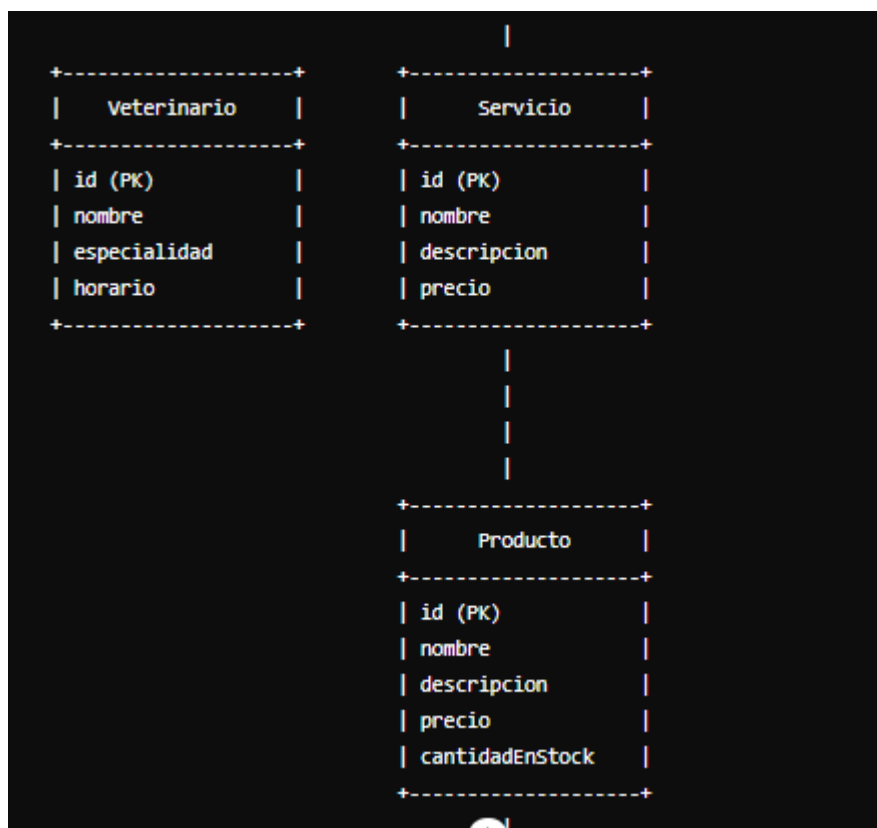 |
+--------------------+        +--------------------+
|    Veterinario     |        |      Servicio      |
+--------------------+        +--------------------+
| id (PK)            |        | id (PK)            |
| nombre             |        | nombre             |
| especialidad       |        | descripcion        |
| horario            |        | precio             |
+--------------------+        +--------------------+
                                |
                                |
                                |
                                |
                              +--------------------+
                              |      Producto      |
                              +--------------------+
                              | id (PK)            |
                              | nombre             |
                              | descripcion        |
                              | precio             |
                              | cantidadEnStock    |
                              +--------------------+
                                |